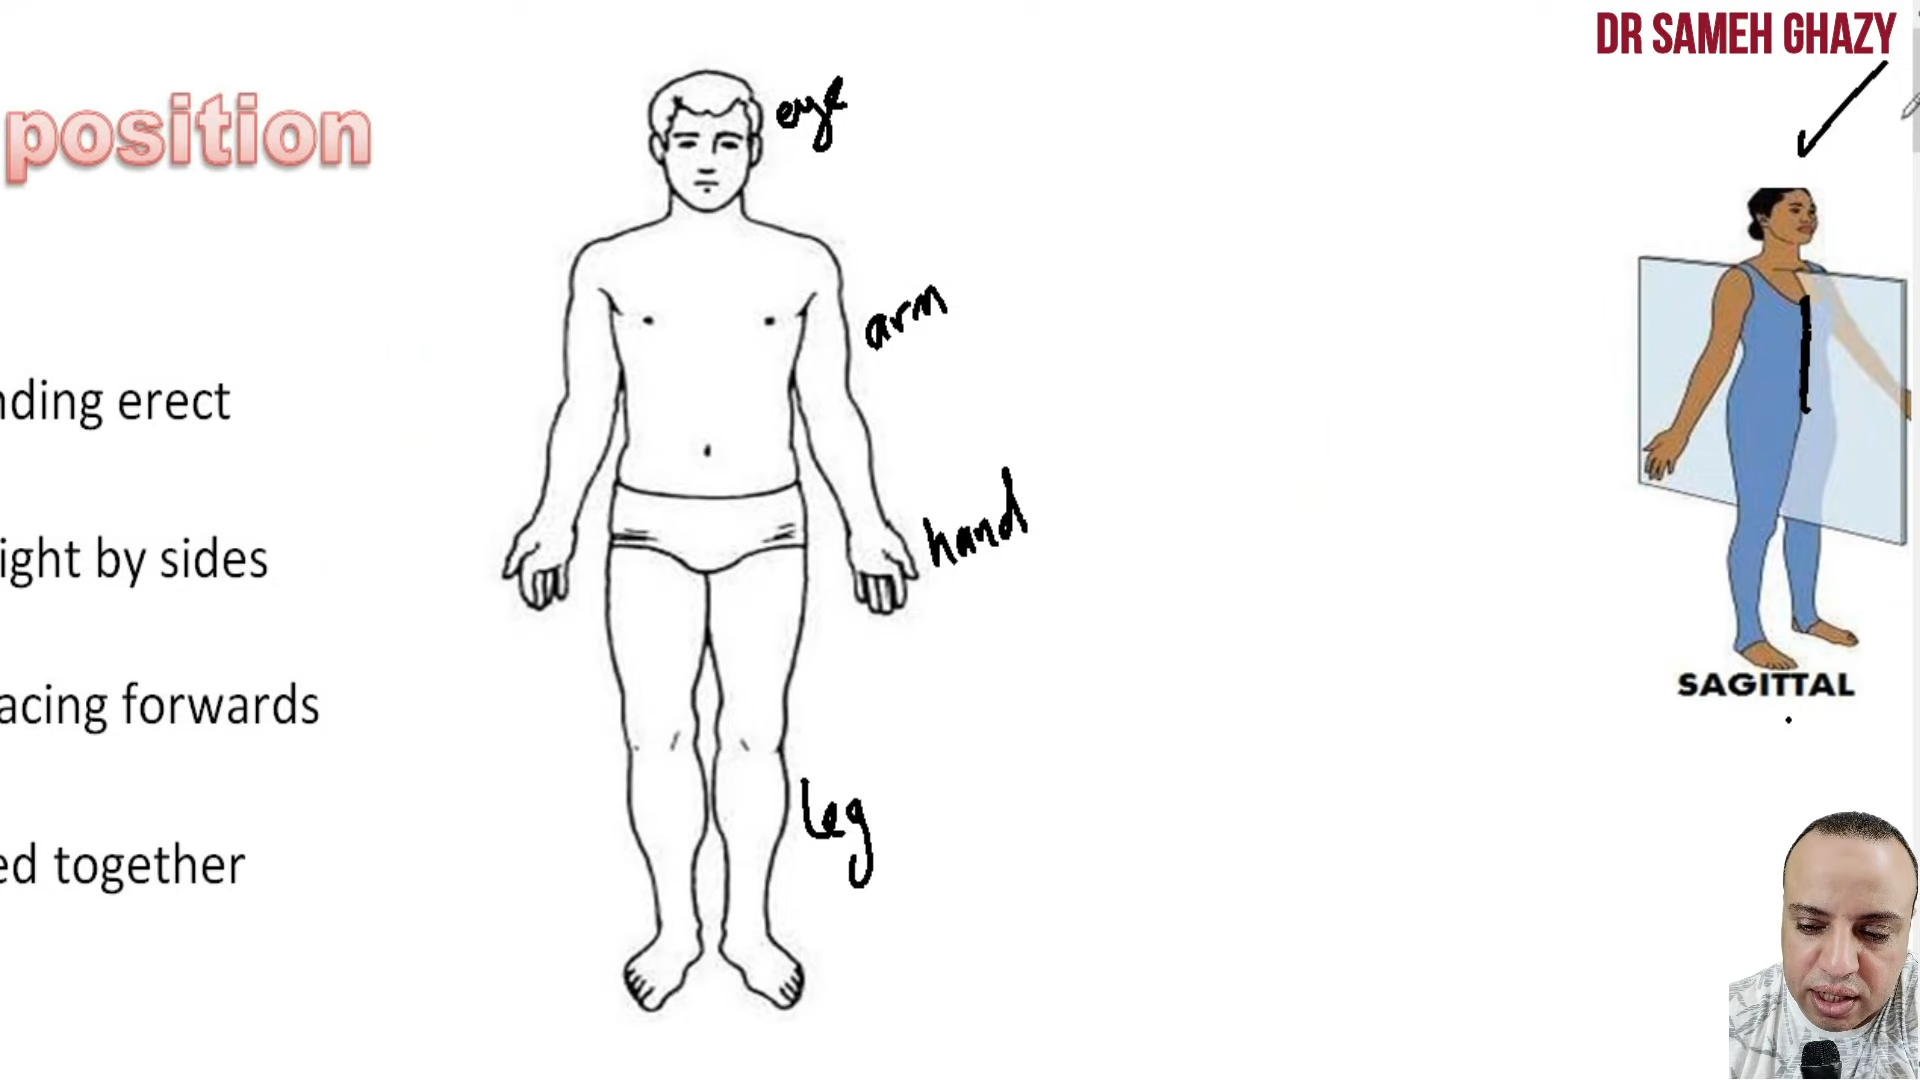 DR SAMEH GHAZY
position
eye
nding erect
arm
ight by sides
hand
acing forwards
SAGITTAL
leg
ed together